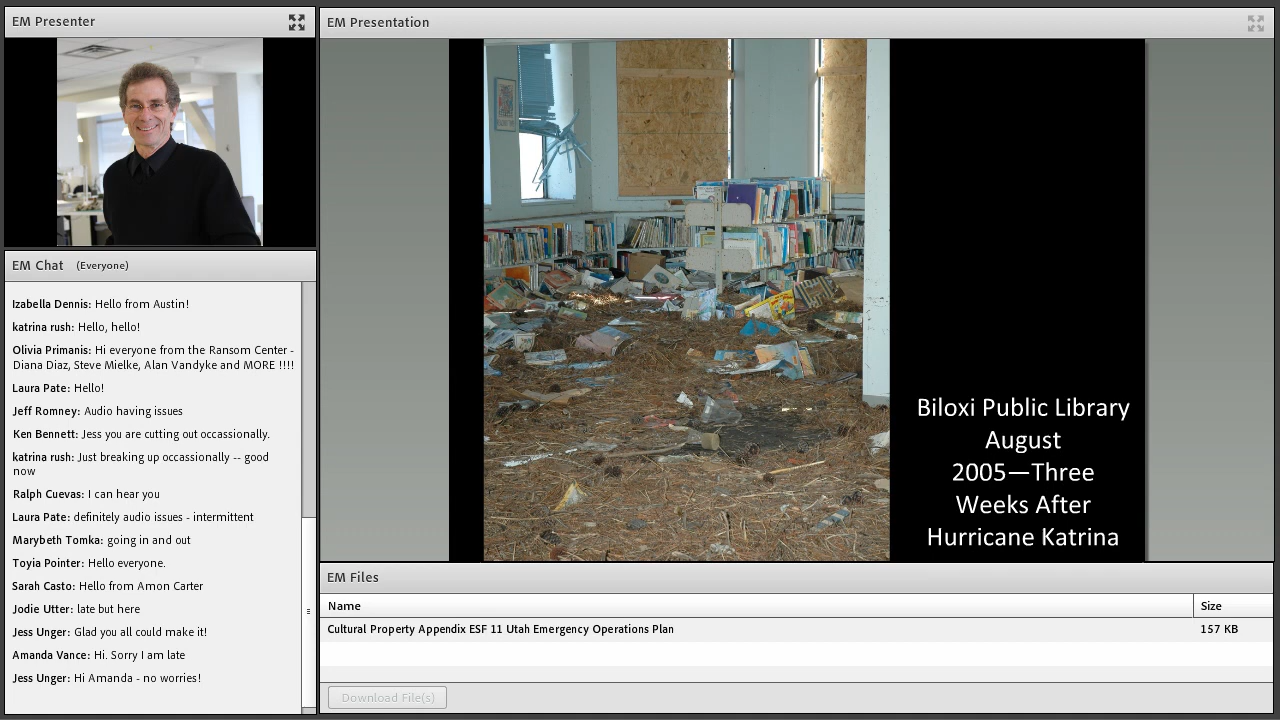 EM Presenter
EM Chat (Everyone)
Izabella Dennis: Hello from Austin!
katrina rush: Hello, hello!
Olivia Primanis: Hi everyone from the Ransom Center -
Diana Diaz, Steve Mielke, Alan Vandyke and MORE !!!!
Laura Pate: Hello!
Jeff Romney: Audio having issues
Ken Bennett: Jess you are cutting out occassionally.
katrina rush: Just breaking up occassionally -- good
now
Ralph Cuevas: I can hear you
Laura Pate: definitely audio issues - intermittent
Marybeth Tomka: going in and out
Toyia Pointer: Hello everyone.
Sarah Casto: Hello from Amon Carter
Jodie Utter: late but here
Jess Unger: Glad you all could make it!
Amanda Vance: Hi. Sorry I am late
Jess Unger: Hi Amanda - no worries!
EM Presentation
Biloxi Public Library
August
2005—Three
Weeks After
Hurricane Katrina
EM Files
Name Size
Cultural Property Appendix ESF 11 Utah Emergency Operations Plan 157 KB
Download File(s)